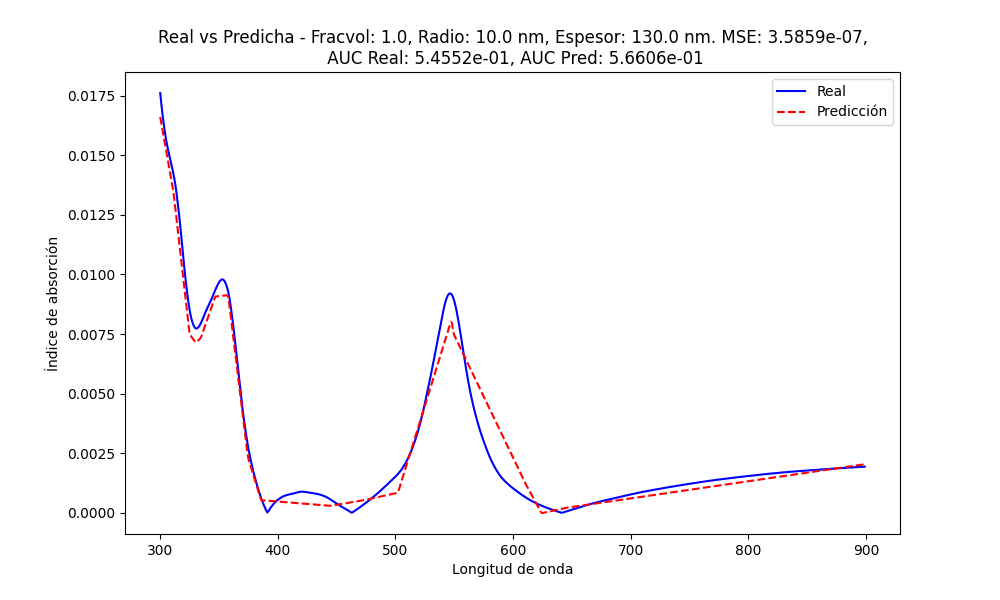 Real vs Predicha - Fracvol: 1.0, Radio: 10.0 nm, Espesor: 130.0 nm. MSE: 3.5859e-07,
AUC Real: 5.4552e-01, AUC Pred: 5.6606e-01
Real
Predicción
Índice de absorción
0.0175
0.0150
0.0125
0.0100
0.0075
0.0050
0.0025
0.0000
300 400 500 600 700 800 900
Longitud de onda